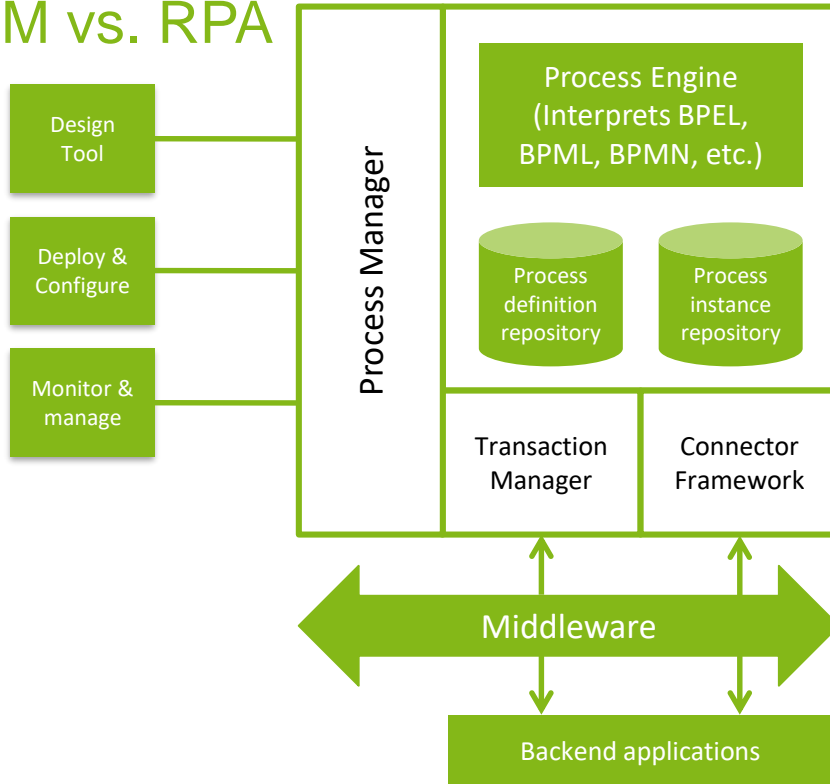 M vs. RPA
Design
Tool
Deploy &
Configure
Monitor &
manage
Process Manager
Process Engine
(Interprets BPEL,
BPML, BPMN, etc.)
Process
definition
repository
Process
instance
repository
Transaction
Manager
Connector
Framework
Middleware
Backend applications